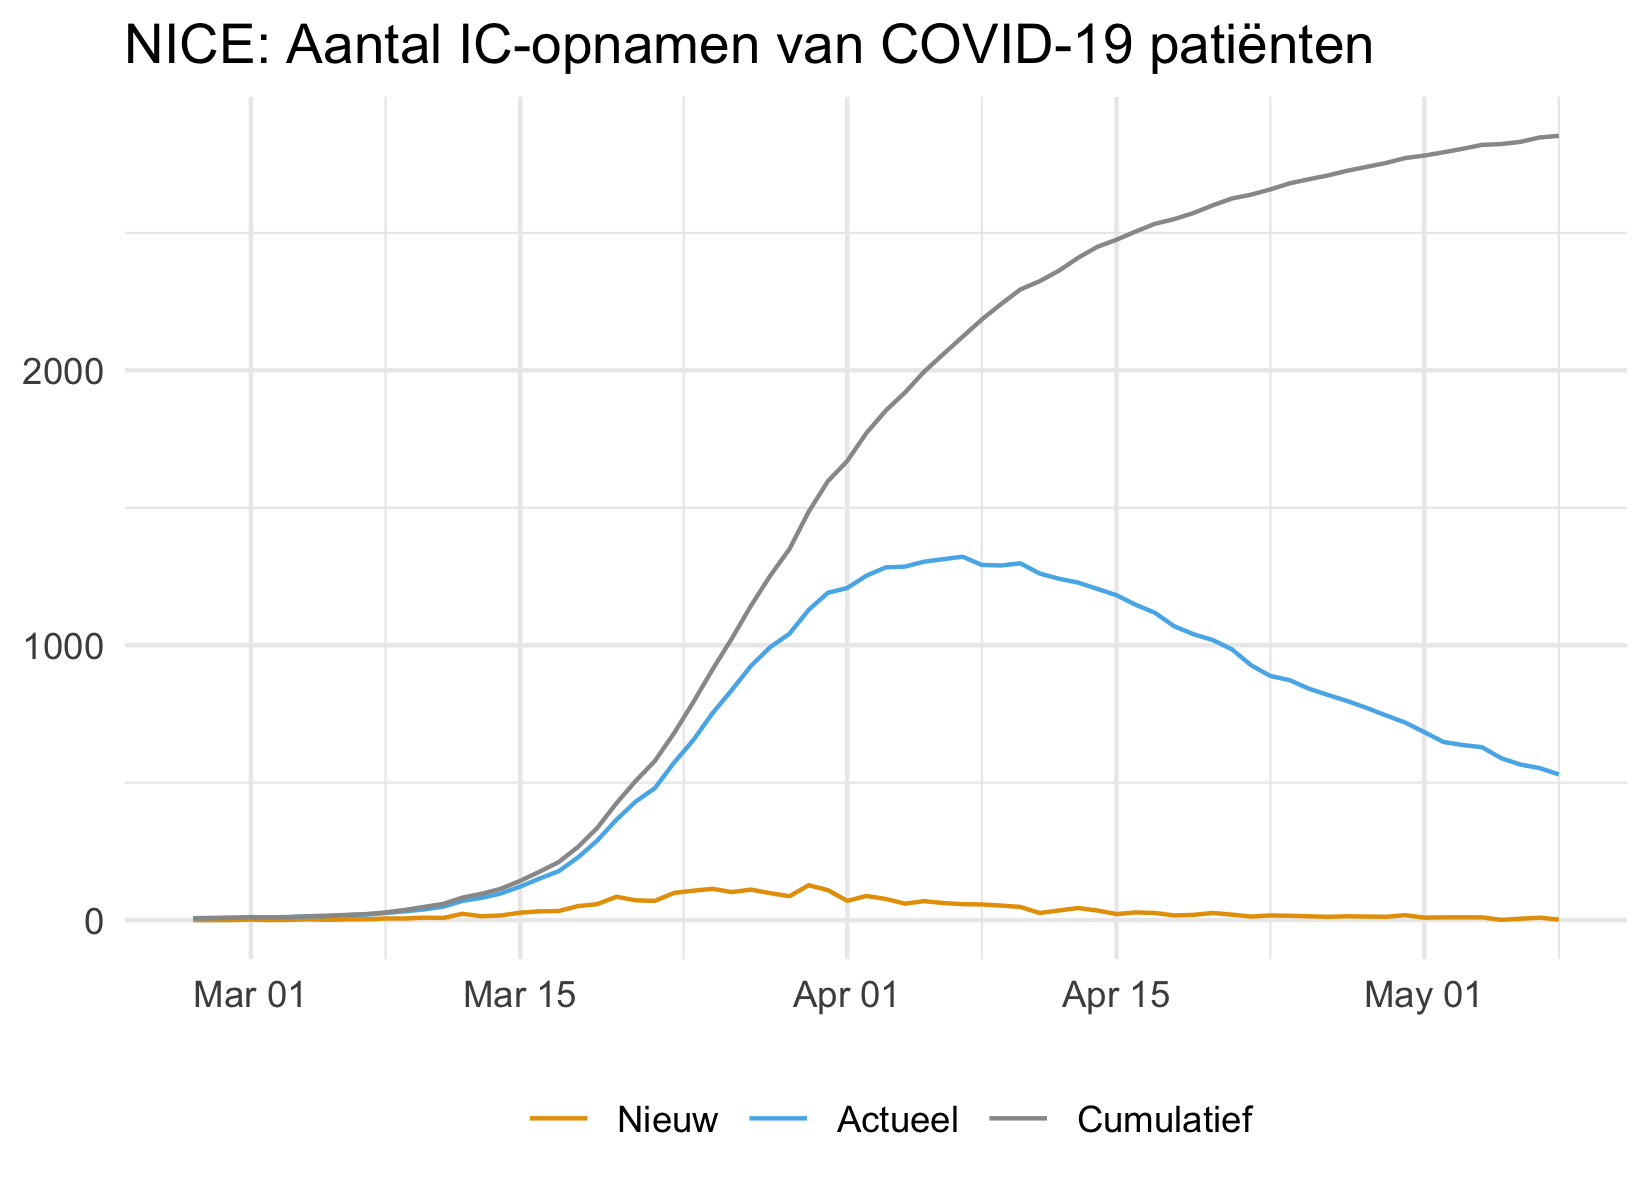 NICE: Aantal IC-opnamen van COVID-19 patiënten
2000
1000
0
Mar 01 Mar 15 Apr 01 Apr 15 May 01
Nieuw Actueel Cumulatief